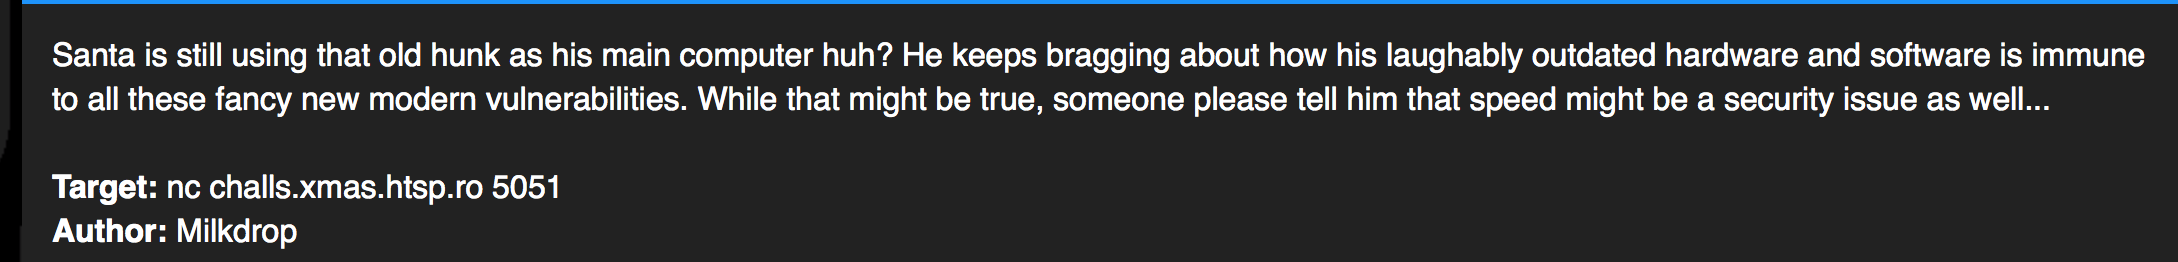 Santa is still using that old hunk as his main computer huh? He keeps bragging about how his laughably outdated hardware and software is immune
to all these fancy new modern vulnerabilities. While that might be true, someone please tell him that speed might be a security issue as well...
Target: nc challs.xmas.htsp.ro 5051
Author: Milkdrop